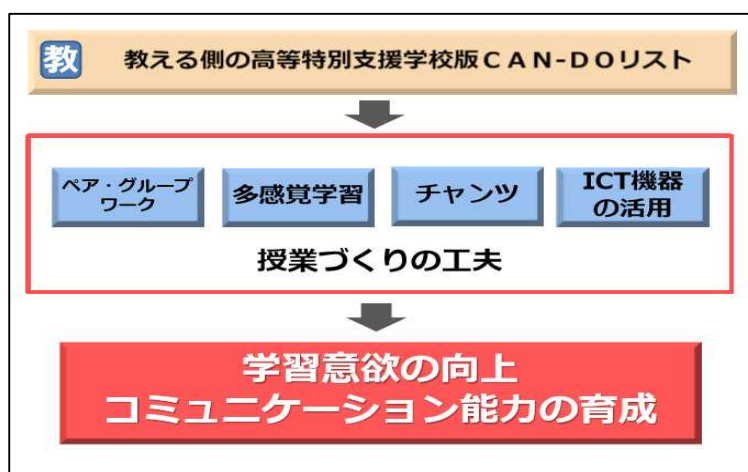 教
教える側の高等特別支援学校版ＣＡＮ-ＤＯリスト
ペア・グループ
ワーク
多感覚学習
チャンツ
ICT機器
の活用
授業づくりの工夫
学習意欲の向上
コミュニケーション能力の育成